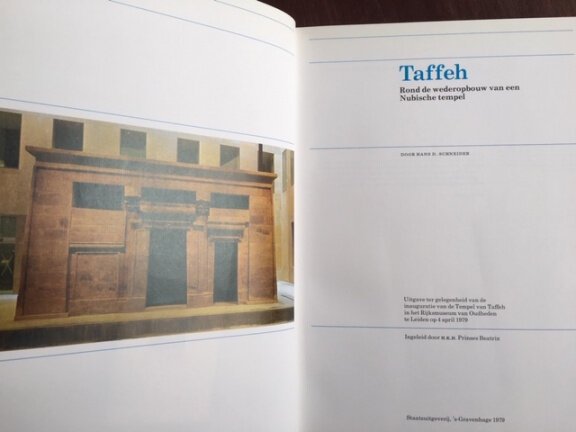 Taffeh
Rond de wederopbouw van een
Nubische tempel
DOOR HANS D. SCHNEIDER
Uitgave ter gelegenheid van de
inauguratie van de Tempel van Taffeh
in het Rijksmuseum van Oudheden
te Leiden op 4 april 1979
Ingeleid door H.K.H. Prinses Beatrix
Staatsuitgeverij, 's-Gravenhage 1979